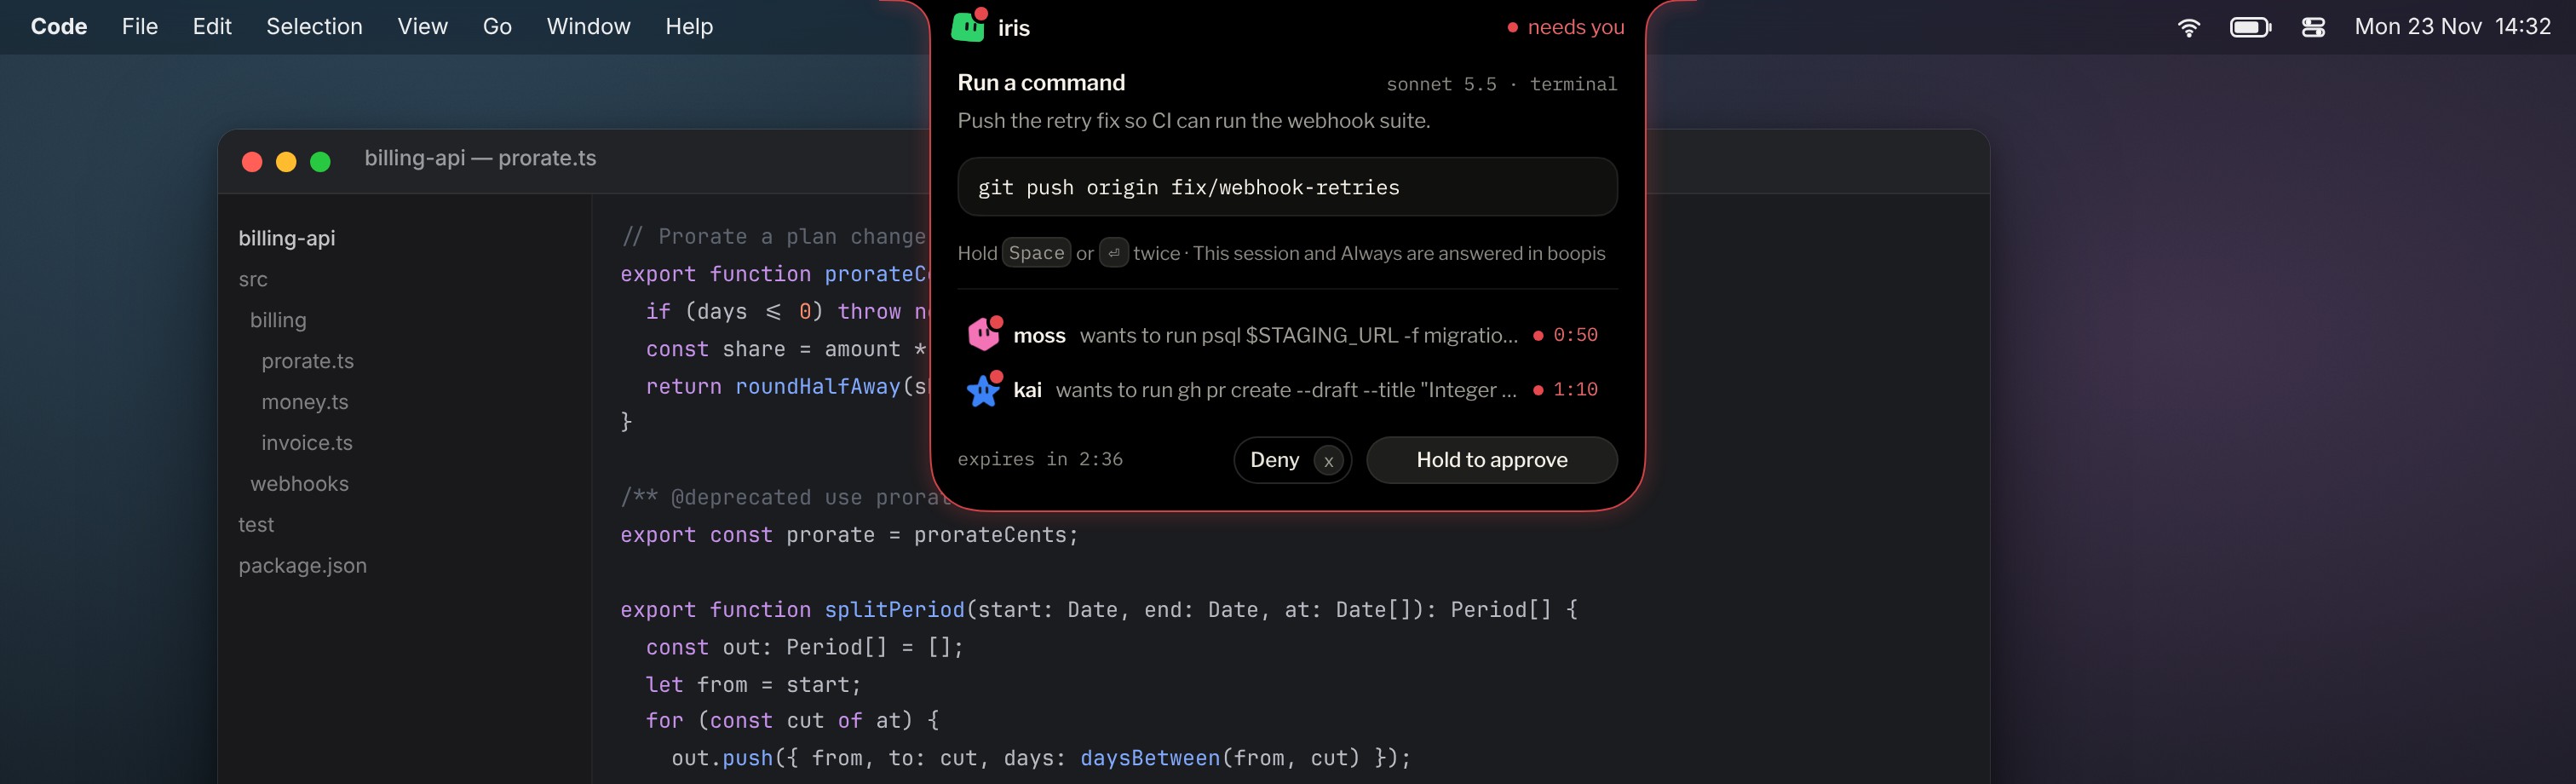 Code File Edit Selection View Go Window Help
Mon 23 Nov 14:32
iris
needs you
Run a command
sonnet 5.5 · terminal
Push the retry fix so CI can run the webhook suite.
git push origin fix/webhook-retries
Hold Space or ⏎ twice · This session and Always are answered in boopis
moss wants to run psql $STAGING_URL -f migratio... 0:50
kai wants to run gh pr create --draft --title "Integer ... 1:10
expires in 2:36
Deny x
Hold to approve
billing-api — prorate.ts
billing-api
src
billing
prorate.ts
money.ts
invoice.ts
webhooks
test
package.json
// Prorate a plan change
export function prorateC
if (days <= 0) throw n
const share = amount *
return roundHalfAway(s
}
/** @deprecated use prorat
export const prorate = prorateCents;
export function splitPeriod(start: Date, end: Date, at: Date[]): Period[] {
const out: Period[] = [];
let from = start;
for (const cut of at) {
out.push({ from, to: cut, days: daysBetween(from, cut) });